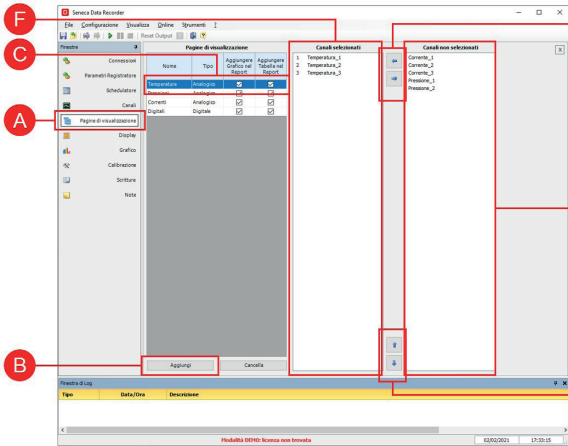 F
C
A
B
Seneca Data Recorder
File Configurazione Visualizza Online Strumenti ?
Reset Output
Finestre
Connessioni
Parametri Registratore
Schedulatore
Canali
Pagine di visualizzazione
Display
Grafico
Calibrazione
Scritture
Note
Pagine di visualizzazione
Nome Tipo Aggiungere Grafico nel Report Aggiungere Tabella nel Report
Temperature Analogico
Pressioni Analogico
Correnti Analogico
Digitali Digitale
Aggiungi Cancella
Canali selezionati
1 Temperatura_1
2 Temperatura_2
3 Temperatura_3
Canali non selezionati
Corrente_1
Corrente_2
Corrente_3
Pressione_1
Pressione_2
X
Finestra di Log
Tipo Data/Ora Descrizione
Modalità DEMO: licenza non trovata
02/02/2021 17:33:15